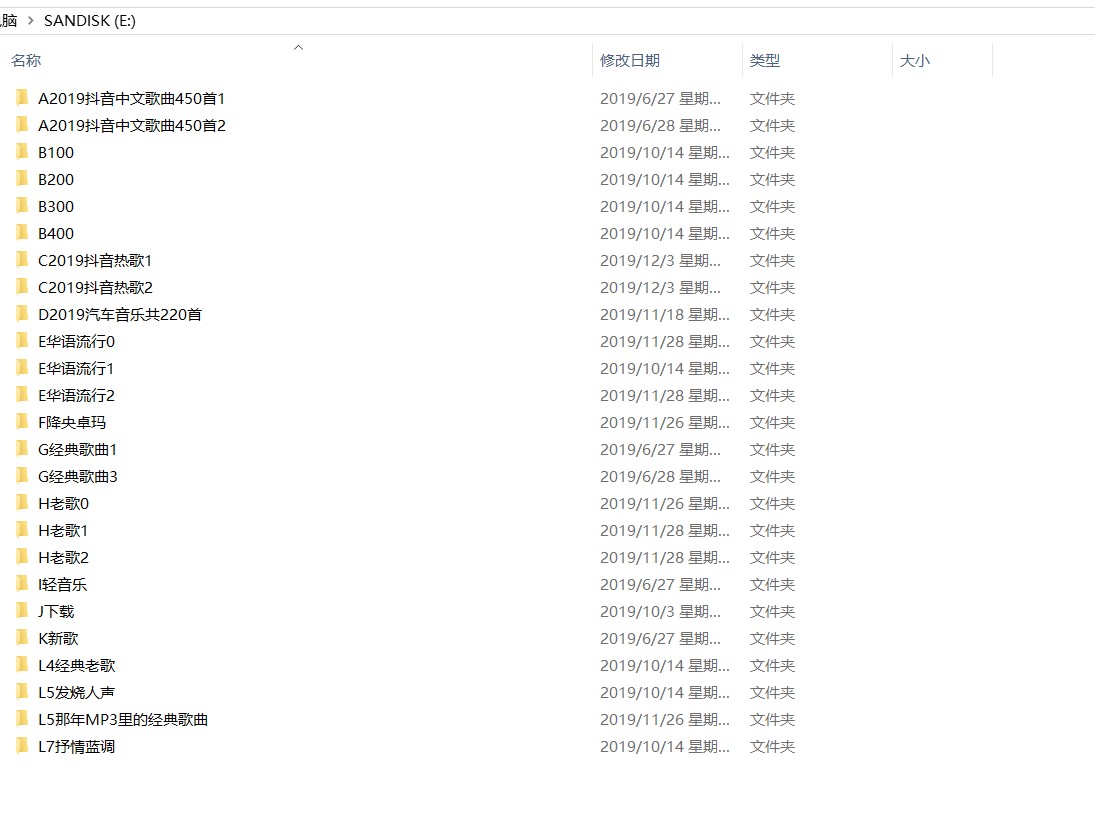 脑 > SANDISK (E:)
名称 修改日期 类型 大小
A2019抖音中文歌曲450首1 2019/6/27 星期... 文件夹
A2019抖音中文歌曲450首2 2019/6/28 星期... 文件夹
B100 2019/10/14 星期... 文件夹
B200 2019/10/14 星期... 文件夹
B300 2019/10/14 星期... 文件夹
B400 2019/10/14 星期... 文件夹
C2019抖音热歌1 2019/12/3 星期... 文件夹
C2019抖音热歌2 2019/12/3 星期... 文件夹
D2019汽车音乐共220首 2019/11/18 星期... 文件夹
E华语流行0 2019/11/28 星期... 文件夹
E华语流行1 2019/10/14 星期... 文件夹
E华语流行2 2019/11/28 星期... 文件夹
F降央卓玛 2019/11/26 星期... 文件夹
G经典歌曲1 2019/6/27 星期... 文件夹
G经典歌曲3 2019/6/28 星期... 文件夹
H老歌0 2019/11/26 星期... 文件夹
H老歌1 2019/11/28 星期... 文件夹
H老歌2 2019/11/28 星期... 文件夹
I轻音乐 2019/6/27 星期... 文件夹
J下载 2019/10/3 星期... 文件夹
K新歌 2019/6/27 星期... 文件夹
L4经典老歌 2019/10/14 星期... 文件夹
L5发烧人声 2019/10/14 星期... 文件夹
L5那年MP3里的经典歌曲 2019/11/26 星期... 文件夹
L7抒情蓝调 2019/10/14 星期... 文件夹